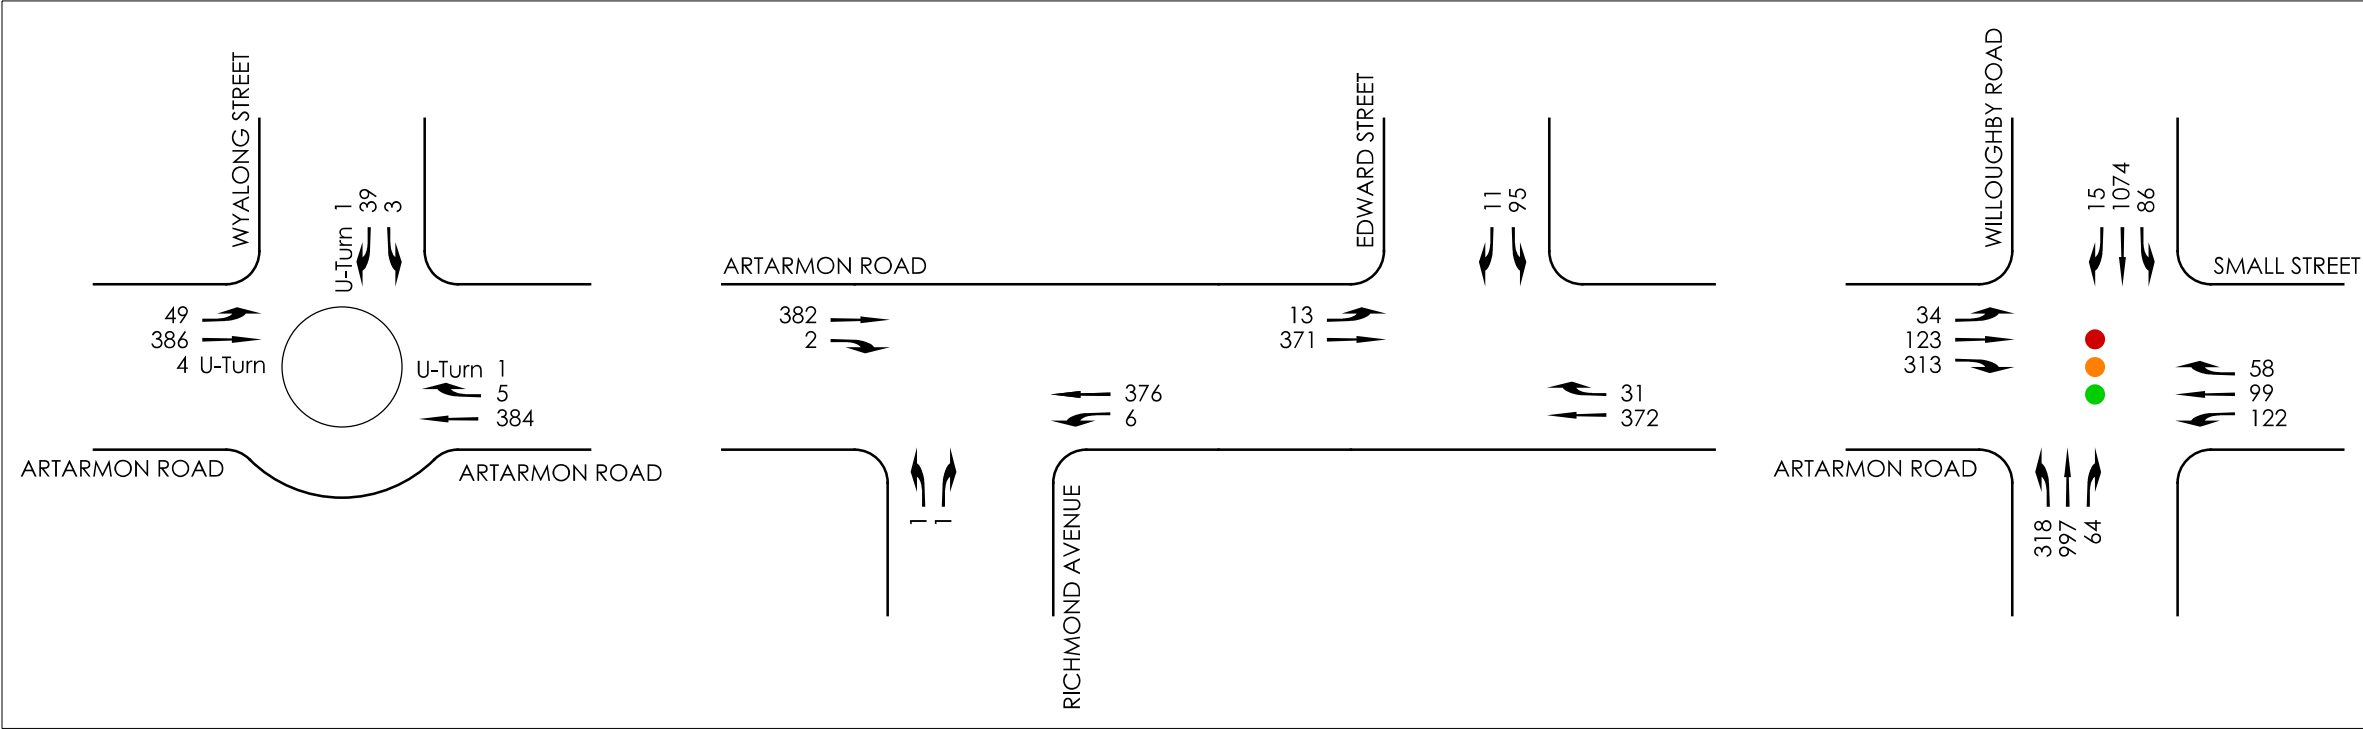 WYALONG STREET
U-Turn 1
39
3
49
386
4 U-Turn
U-Turn 1
5
384
ARTARMON ROAD
ARTARMON ROAD
ARTARMON ROAD
382
2
376
6
1
1
RICHMOND AVENUE
EDWARD STREET
11
95
13
371
31
372
WILLOUGHBY ROAD
15
1074
86
SMALL STREET
34
123
313
58
99
122
ARTARMON ROAD
318
997
64